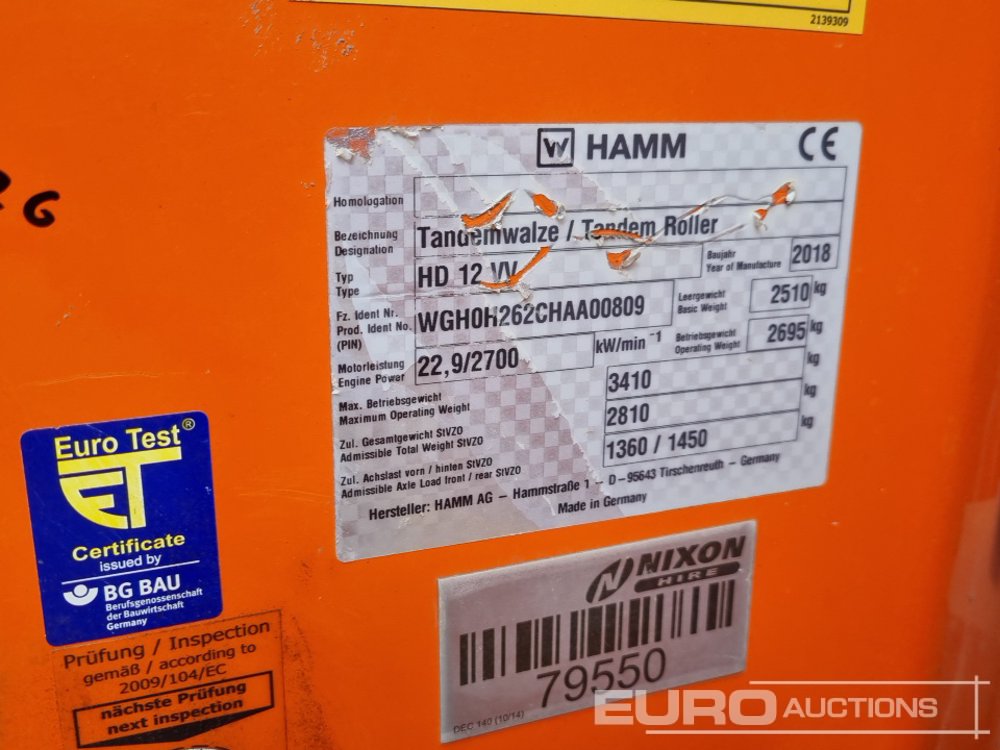 2139309
HAMM
CE
Homologation
Bezeichnung
Designation
Tandemwalze / Tandem Roller
Typ
Type
HD 12 VV
Baujahr
Year of Manufacture
2018
Fz. Ident Nr.
Prod. Ident No.
(PIN)
WGH0H262CHAA00809
Leergewicht
Basic Weight
2510 kg
Motorleistung
Engine Power
22,9/2700 kW/min -1
Betriebsgewicht
Operating Weight
2695 kg
Max. Betriebsgewicht
Maximum Operating Weight
3410 kg
Zul. Gesamtgewicht StVZO
Admissible Total Weight StVZO
2810 kg
Zul. Achslast vorn / hinten StVZO
Admissible Axle Load front / rear StVZO
1360 / 1450 kg
Hersteller: HAMM AG – Hammstraße 1 – D – 95643 Tirschenreuth – Germany
Made in Germany
Euro Test®
ET
Certificate
issued by
BG BAU
Berufsgenossenschaft
der Bauwirtschaft
Germany
Prüfung / Inspection
gemäß / according to
2009/104/EC
nächste Prüfung
next inspection
NIXON
HIRE
79550
DEC 140 (10/14)
EURO AUCTIONS